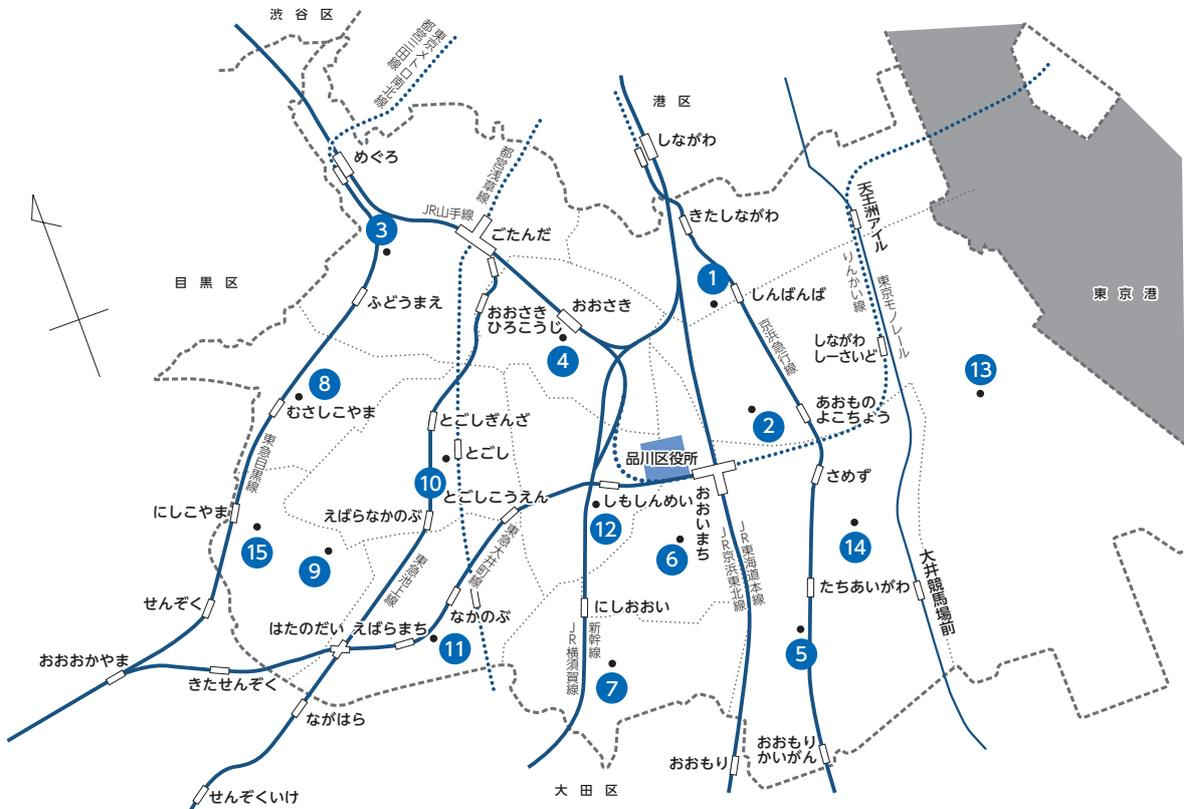 渋谷区
東京メトロ南北線
都営三田線
港区
しながわ
めぐろ
都営浅草線
JR山手線
ごたんだ
きたしながわ
天王洲アイル
3
目黒区
ふどうまえ
おおさき
ひろこうじ
おおさき
1
しんばんば
りんかい線
東京モノレール
東京港
京浜急行線
しながわ
しーさいど
4
13
8
むさしこやま
とごしぎんざ
あおもの
よこちょう
2
東急目黒線
とごし
品川区役所
10
とごしこうえん
しもしんめい
さめず
にしこやま
えばらなかのぶ
おおいまち
12
15
9
東急池上線
東急大井町線
6
JR東海道本線
JR京浜東北線
14
大井競馬場前
せんぞく
なかのぶ
にしおおい
たちあいがわ
はたのだい
えばらまち
11
新幹線
JR横須賀線
5
おおおかやま
きたせんぞく
7
ながはら
おおもり
おおもり
かいがん
せんぞくいけ
大田区